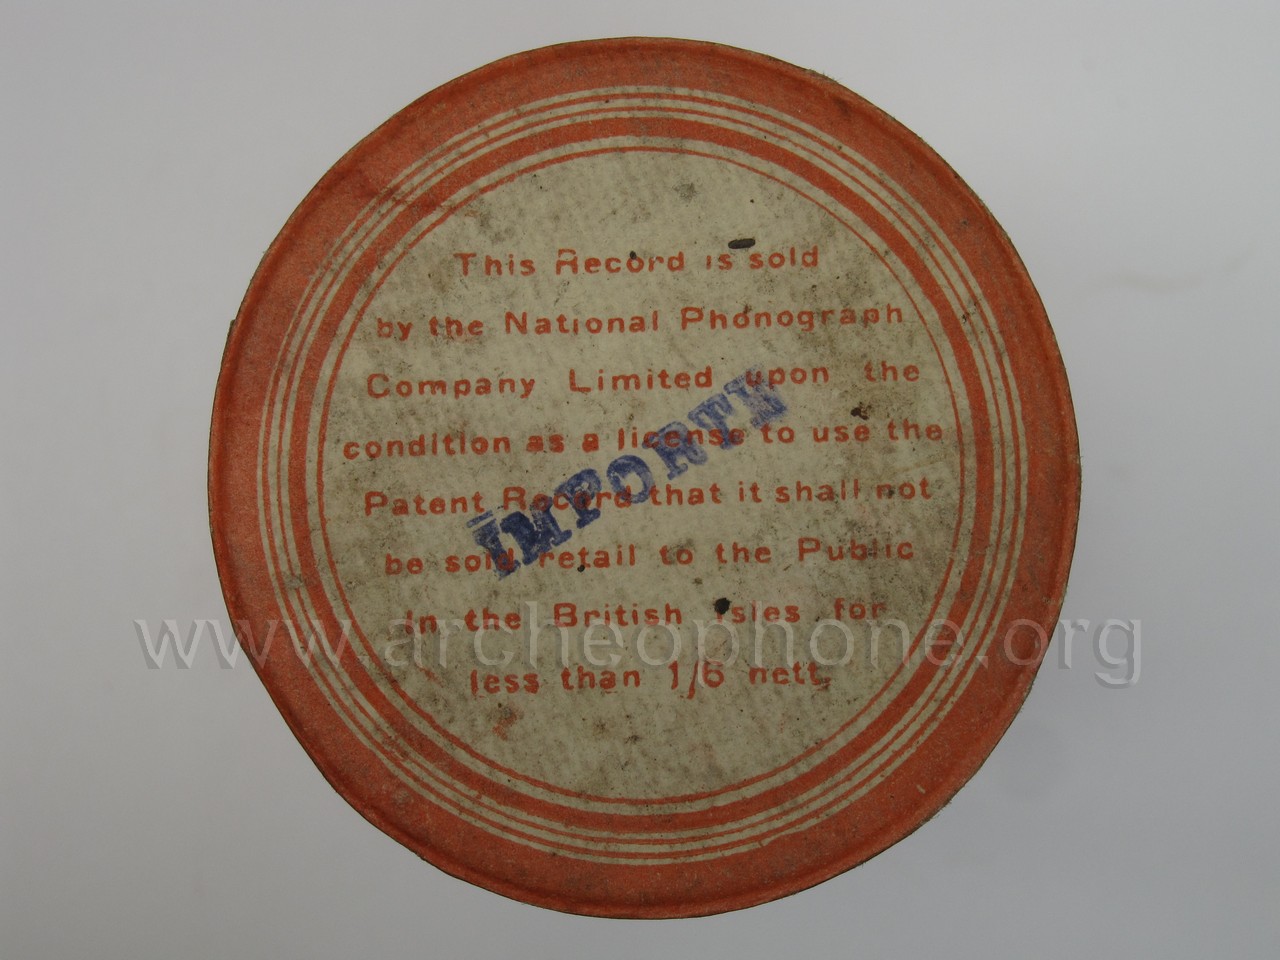 This Record is sold
by the National Phonograph
Company Limited upon the
condition as a license to use the
Patent Record that it shall not
be sold retail to the Public
in the British Isles for
less than 1/6 nett.
IMPORTÉ
www.archeophone.org